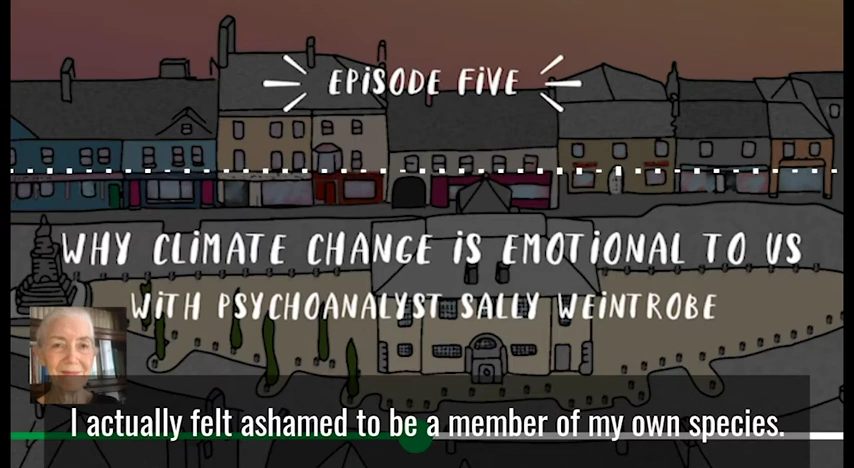 EPISODE FIVE
WHY CLIMATE CHANGE IS EMOTIONAL TO US
WITH PSYCHOANALYST SALLY WEINTROBE
I actually felt ashamed to be a member of my own species.